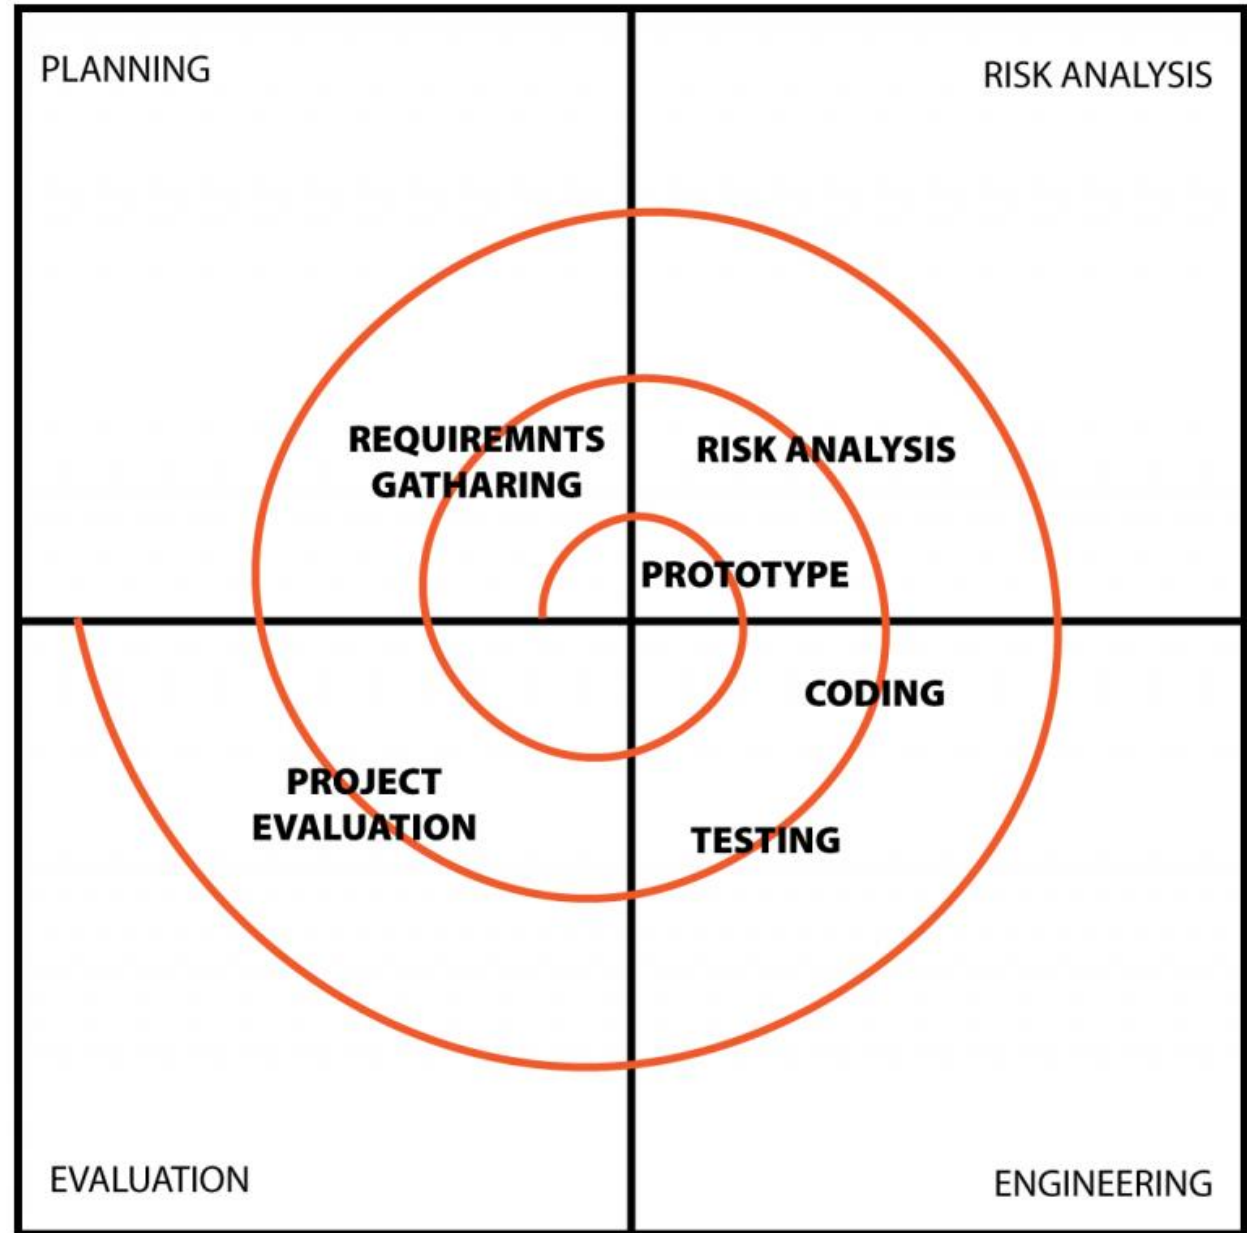 PLANNING
RISK ANALYSIS
REQUIREMNTS
GATHARING
RISK ANALYSIS
PROTOTYPE
CODING
PROJECT
EVALUATION
TESTING
EVALUATION
ENGINEERING